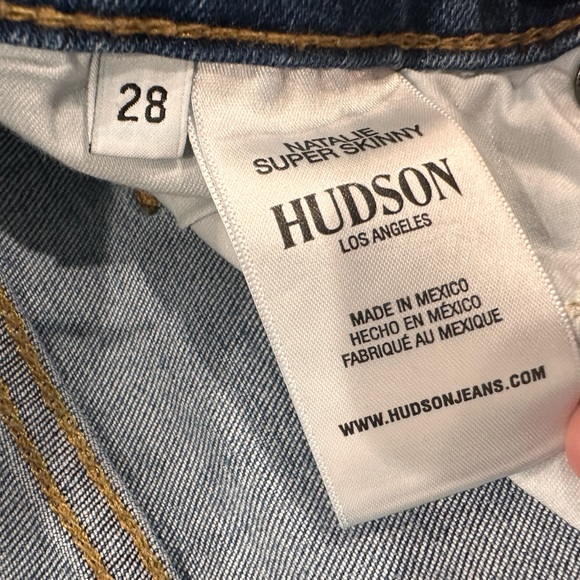 28
NATALIE
SUPER SKINNY
HUDSON
LOS ANGELES
MADE IN MEXICO
HECHO EN MÉXICO
FABRIQUÉ AU MEXIQUE
WWW.HUDSONJEANS.COM